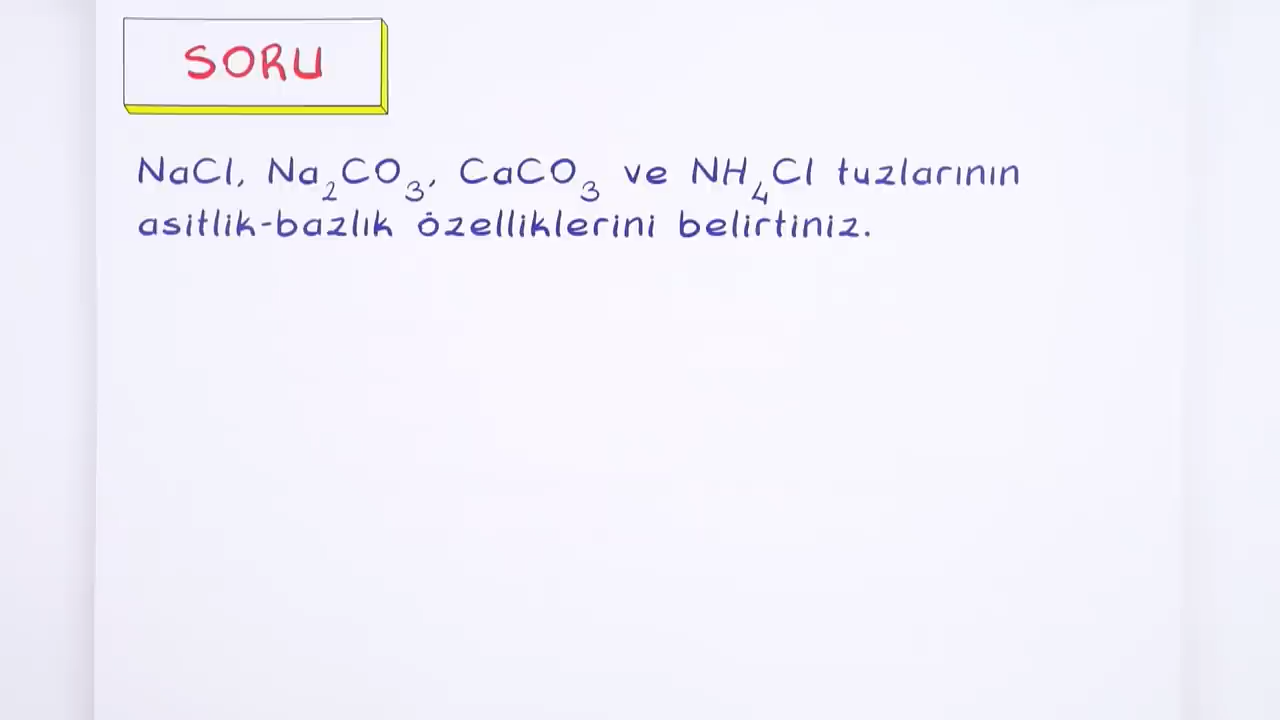 SORU
NaCl, Na₂CO₃, CaCO₃ ve NH₄Cl tuzlarının
asitlik-bazlık özelliklerini belirtiniz.